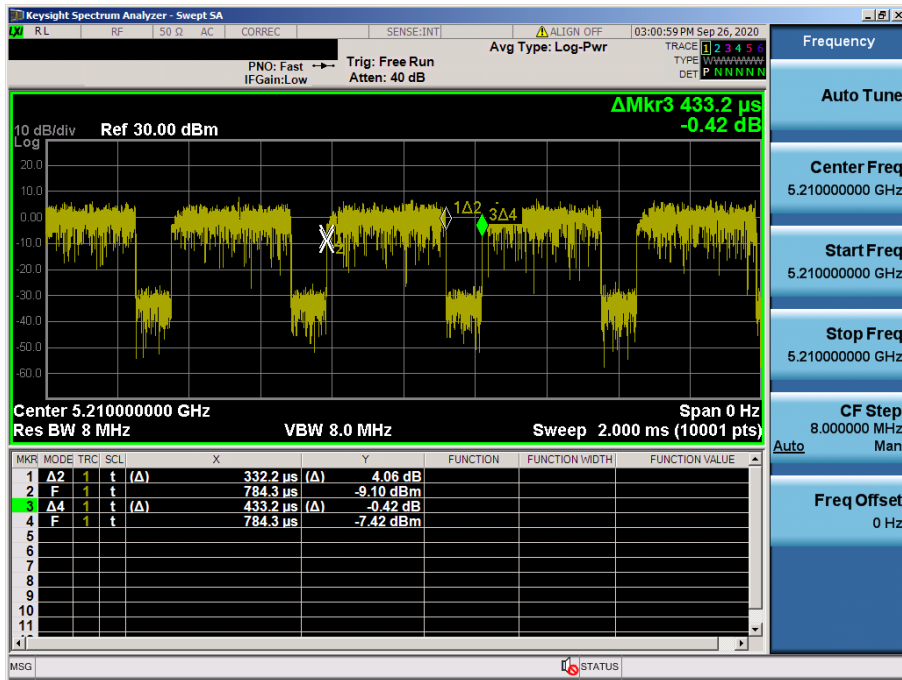 Keysight Spectrum Analyzer - Swept SA
LXI RL RF 50 Ω AC CORREC SENSE:INT ALIGN OFF 03:00:59 PM Sep 26, 2020
PNO: Fast
IFGain:Low
Trig: Free Run
Atten: 40 dB
Avg Type: Log-Pwr
TRACE 1 2 3 4 5 6
TYPE WWWWWWW
DET P N N N N N
ΔMkr3 433.2 µs
-0.42 dB
10 dB/div Ref 30.00 dBm
Log
20.0
10.0
0.00
-10.0
-20.0
-30.0
-40.0
-50.0
-60.0
1Δ2
3Δ4
2
Center 5.210000000 GHz Span 0 Hz
Res BW 8 MHz VBW 8.0 MHz Sweep 2.000 ms (10001 pts)
MKR MODE TRC SCL X Y FUNCTION FUNCTION WIDTH FUNCTION VALUE
1 Δ2 1 t (Δ) 332.2 µs (Δ) 4.06 dB
2 F 1 t 784.3 µs -9.10 dBm
3 Δ4 1 t (Δ) 433.2 µs (Δ) -0.42 dB
4 F 1 t 784.3 µs -7.42 dBm
5
6
7
8
9
10
11
MSG STATUS
Frequency
Auto Tune
Center Freq
5.210000000 GHz
Start Freq
5.210000000 GHz
Stop Freq
5.210000000 GHz
CF Step
8.000000 MHz
Auto Man
Freq Offset
0 Hz